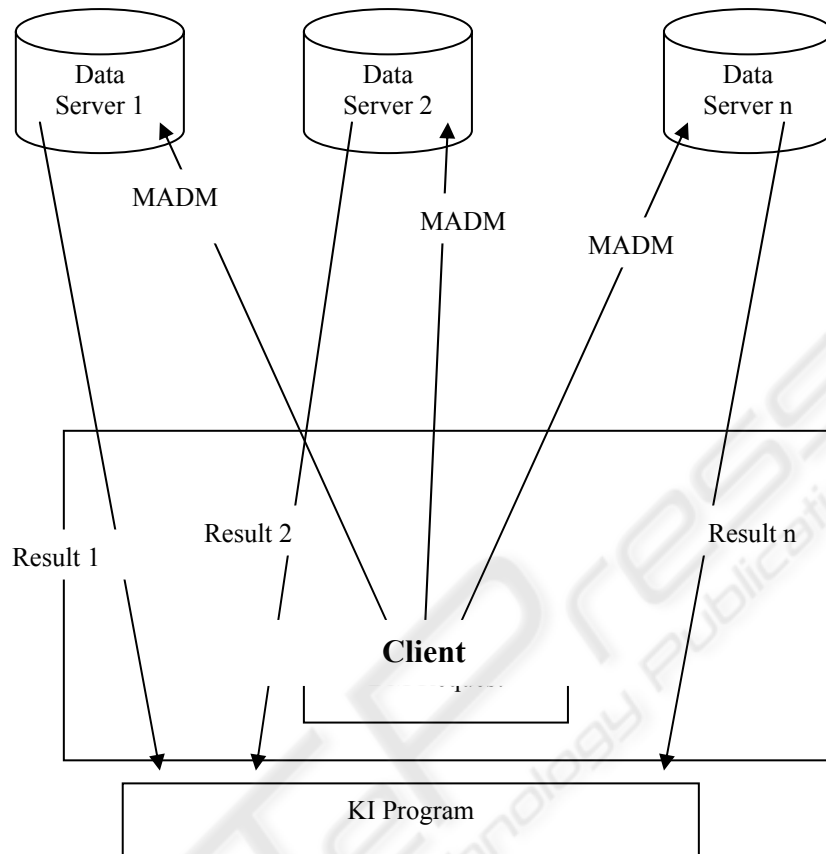 Data
Server 1
Data
Server 2
Data
Server n
MADM
MADM
MADM
Result 1
Result 2
Result n
Client
KI Program